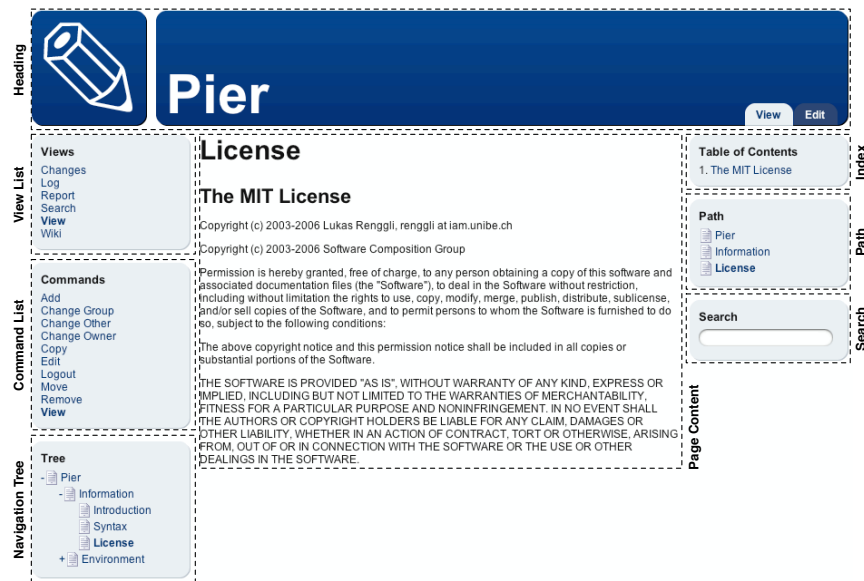 Heading
Pier
View Edit
View List
Views
Changes
Log
Report
Search
View
Wiki
Command List
Commands
Add
Change Group
Change Other
Change Owner
Copy
Edit
Logout
Move
Remove
View
Navigation Tree
Tree
- Pier
- Information
Introduction
Syntax
License
+ Environment
License
The MIT License
Copyright (c) 2003-2006 Lukas Renggli, renggli at iam.unibe.ch
Copyright (c) 2003-2006 Software Composition Group
Permission is hereby granted, free of charge, to any person obtaining a copy of this software and
associated documentation files (the "Software"), to deal in the Software without restriction,
including without limitation the rights to use, copy, modify, merge, publish, distribute, sublicense,
and/or sell copies of the Software, and to permit persons to whom the Software is furnished to do
so, subject to the following conditions:
The above copyright notice and this permission notice shall be included in all copies or
substantial portions of the Software.
THE SOFTWARE IS PROVIDED "AS IS", WITHOUT WARRANTY OF ANY KIND, EXPRESS OR
IMPLIED, INCLUDING BUT NOT LIMITED TO THE WARRANTIES OF MERCHANTABILITY,
FITNESS FOR A PARTICULAR PURPOSE AND NONINFRINGEMENT. IN NO EVENT SHALL
THE AUTHORS OR COPYRIGHT HOLDERS BE LIABLE FOR ANY CLAIM, DAMAGES OR
OTHER LIABILITY, WHETHER IN AN ACTION OF CONTRACT, TORT OR OTHERWISE, ARISING
FROM, OUT OF OR IN CONNECTION WITH THE SOFTWARE OR THE USE OR OTHER
DEALINGS IN THE SOFTWARE.
Page Content
Table of Contents
1. The MIT License
Index
Path
Pier
Information
License
Path
Search
Search